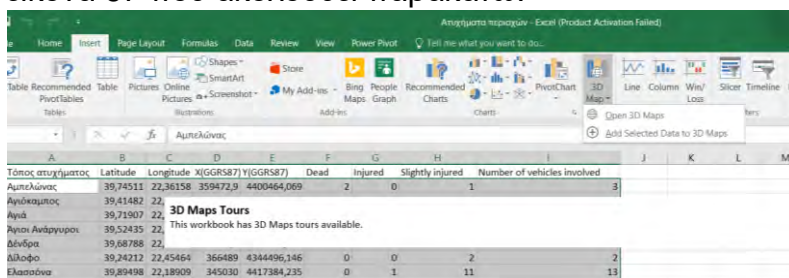 Ατυχήματα περιοχών - Excel (Product Activation Failed)
Home Insert Page Layout Formulas Data Review View Power Pivot Tell me what you want to do...
Table Recommended PivotTables
Table
Pictures Online Pictures
Shapes
SmartArt
Screenshot
Store
My Add-ins
Bing Maps
People Graph
Recommended Charts
PivotChart
3D Map
Line Column Win/Loss
Slicer Timeline
Tables Illustrations Add-ins Charts
Open 3D Maps
Add Selected Data to 3D Maps
fx Αμπελώνας
A B C D E F G H I J K L M
Τόπος ατυχήματος Latitude Longitude X(GGRS87) Y(GGRS87) Dead Injured Slightly injured Number of vehicles involved
Αμπελώνας 39,74511 22,36158 359472,9 4400464,069 2 0 1 3
Αγιόκαμπος 39,41482 22,
Αγιά 39,71907 22,
Άγιοι Ανάργυροι 39,52435 22,
Δένδρα 39,68788 22,
3D Maps Tours
This workbook has 3D Maps tours available.
Δίλοφο 39,24212 22,45464 366489 4344496,146 0 0 2 2
Ελασσόνα 39,89498 22,18909 345030 4417384,235 0 1 11 13